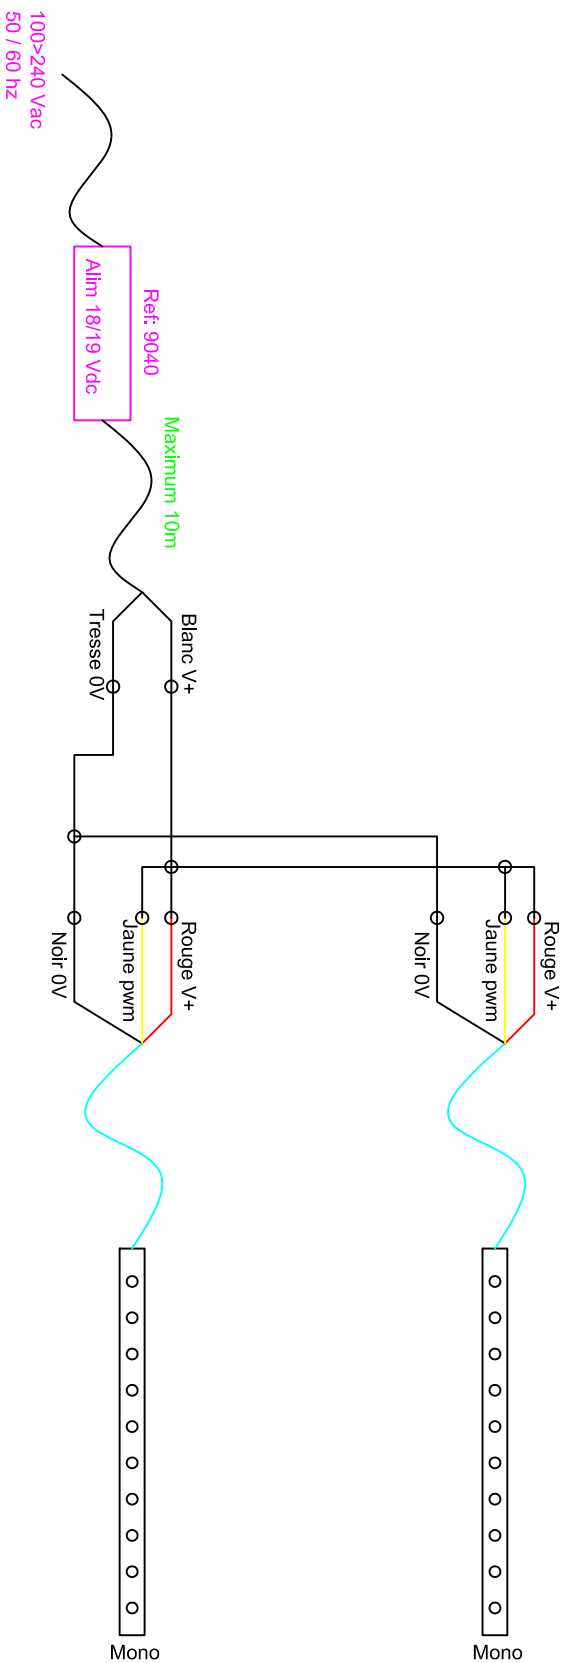 100>240 Vac
50 / 60 hz
Ref: 9040
Alim 18/19 Vdc
Maximum 10m
Blanc V+
Tresse 0V
Rouge V+
Jaune pwm
Noir 0V
Rouge V+
Jaune pwm
Noir 0V
Mono
Mono